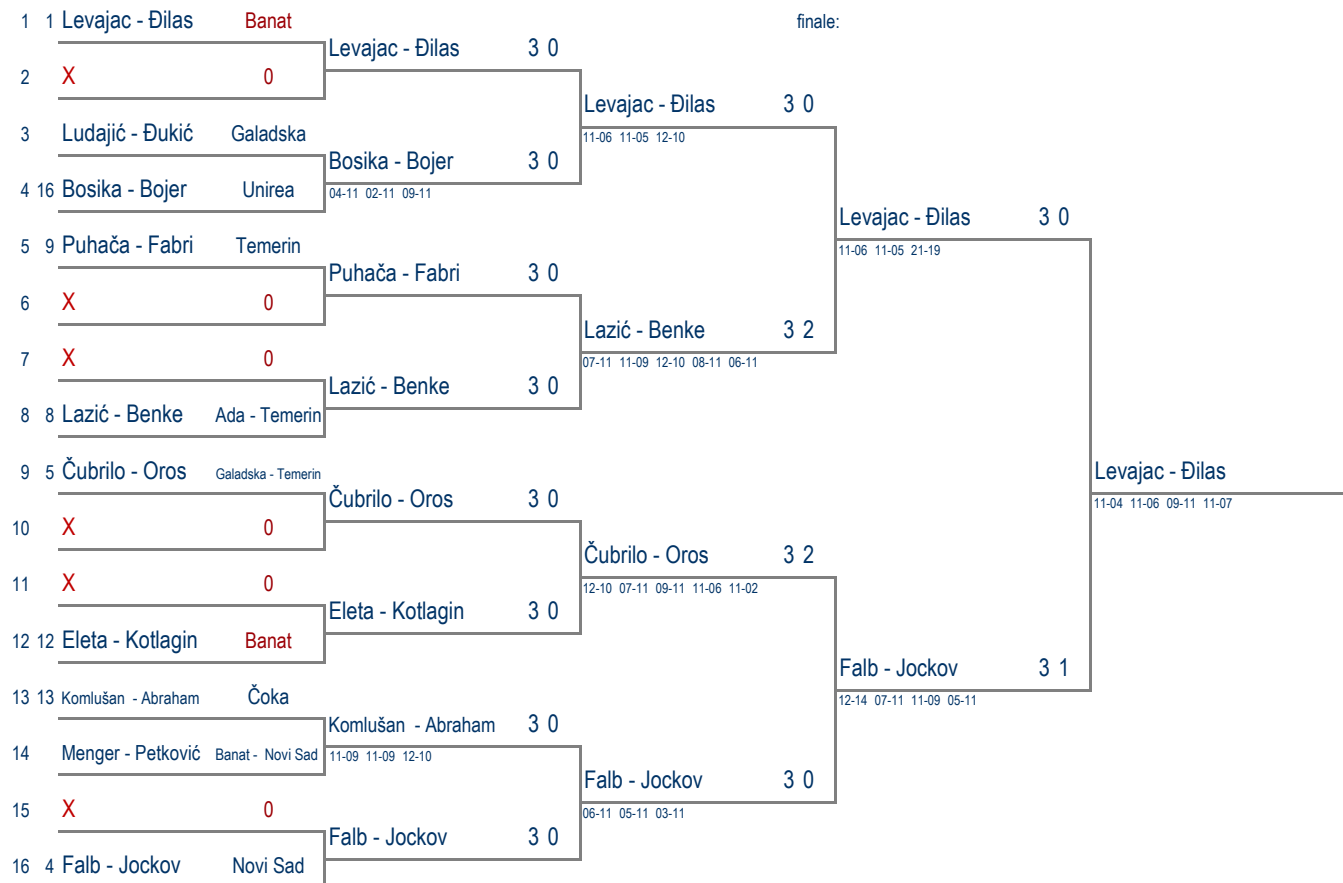 finale:
1 1 Levajac - Đilas Banat
Levajac - Đilas 3 0
2 X 0
Levajac - Đilas 3 0
11-06 11-05 12-10
3 Ludajić - Đukić Galadska
Bosika - Bojer 3 0
04-11 02-11 09-11
4 16 Bosika - Bojer Unirea
Levajac - Đilas 3 0
11-06 11-05 21-19
5 9 Puhača - Fabri Temerin
Puhača - Fabri 3 0
6 X 0
Lazić - Benke 3 2
07-11 11-09 12-10 08-11 06-11
7 X 0
Lazić - Benke 3 0
8 8 Lazić - Benke Ada - Temerin
Levajac - Đilas
11-04 11-06 09-11 11-07
9 5 Čubrilo - Oros Galadska - Temerin
Čubrilo - Oros 3 0
10 X 0
Čubrilo - Oros 3 2
12-10 07-11 09-11 11-06 11-02
11 X 0
Eleta - Kotlagin 3 0
12 12 Eleta - Kotlagin Banat
Falb - Jockov 3 1
12-14 07-11 11-09 05-11
13 13 Komlušan - Abraham Čoka
Komlušan - Abraham 3 0
11-09 11-09 12-10
14 Menger - Petković Banat - Novi Sad
Falb - Jockov 3 0
06-11 05-11 03-11
15 X 0
Falb - Jockov 3 0
16 4 Falb - Jockov Novi Sad